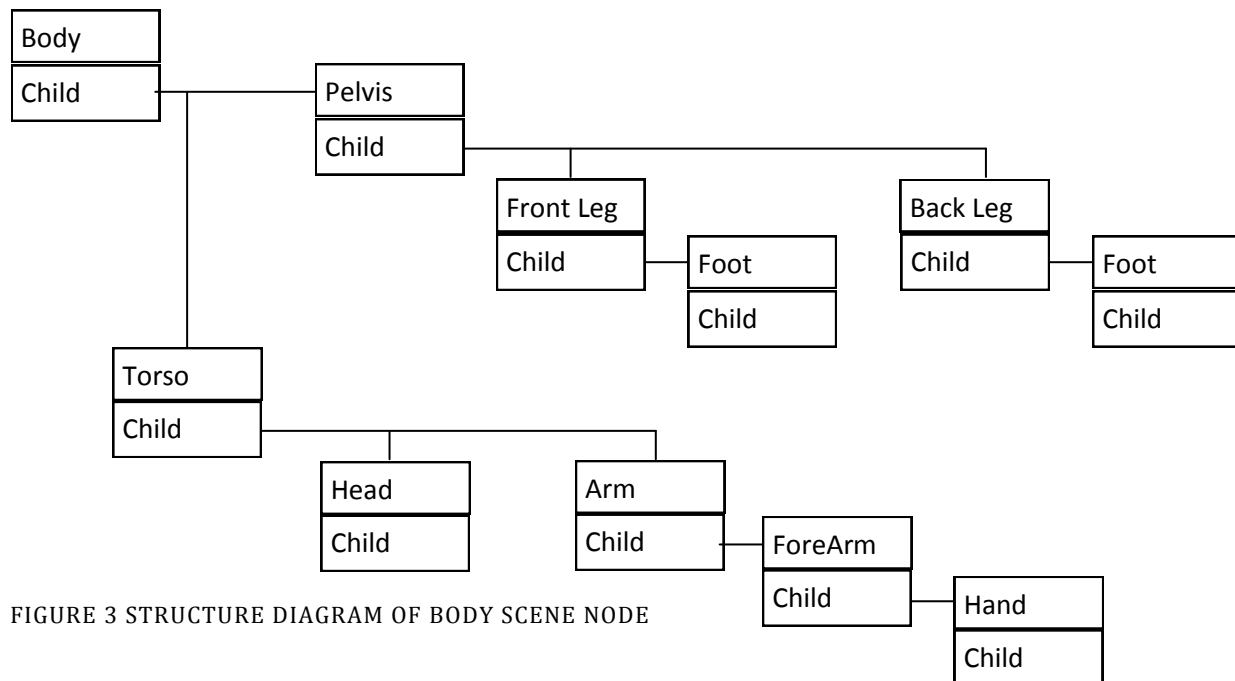 Body
Child
Pelvis
Child
Front Leg
Child
Foot
Child
Back Leg
Child
Foot
Child
Torso
Child
Head
Child
Arm
Child
ForeArm
Child
Hand
Child
FIGURE 3 STRUCTURE DIAGRAM OF BODY SCENE NODE